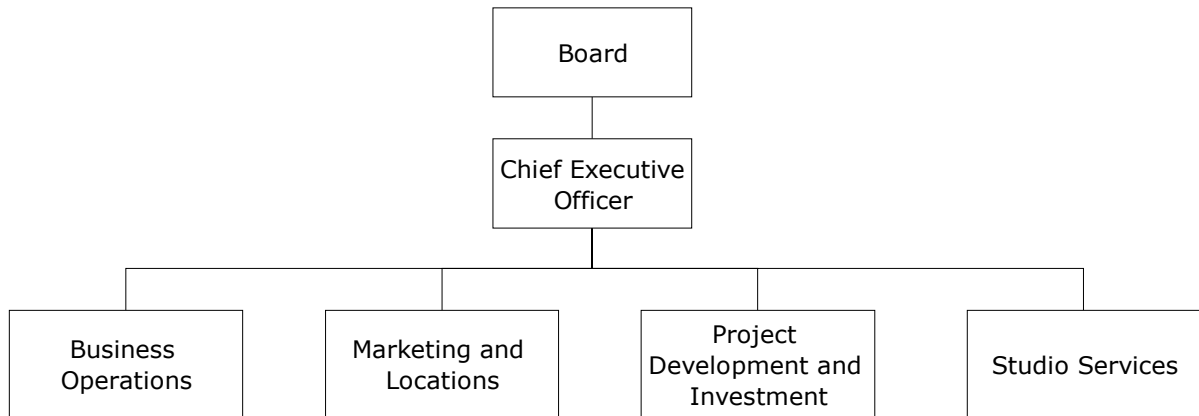 Board
Chief Executive
Officer
Business
Operations
Marketing and
Locations
Project
Development and
Investment
Studio Services